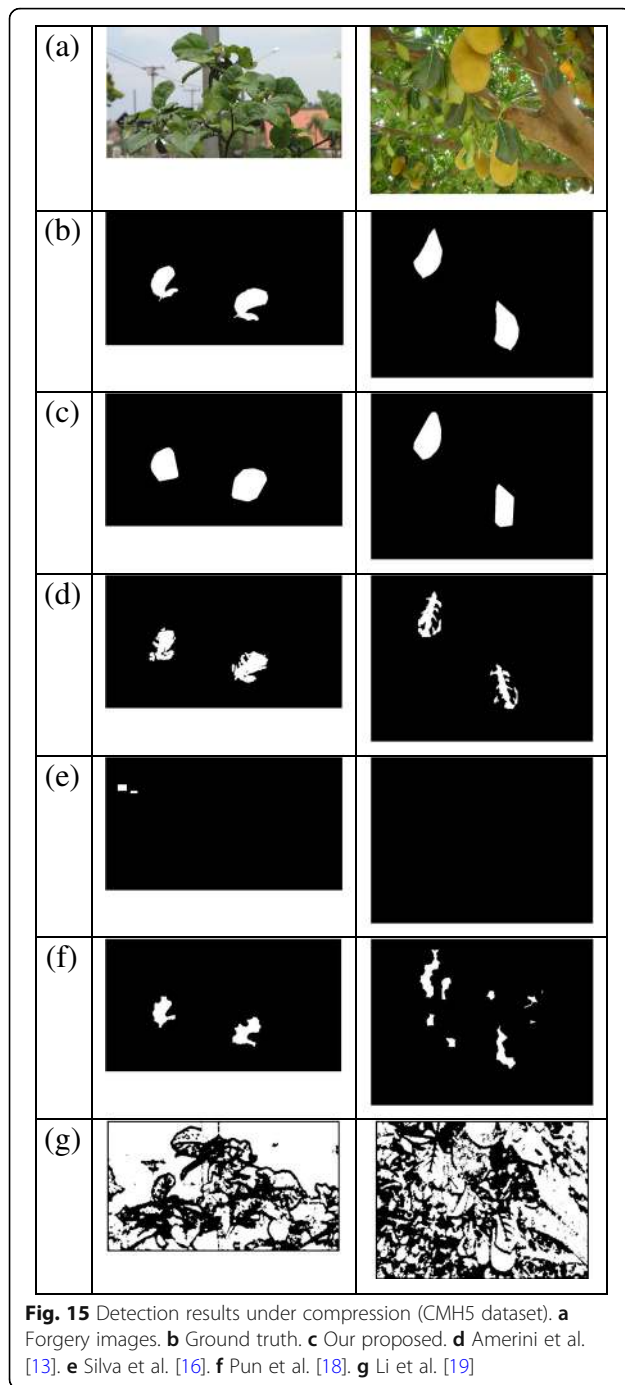 (a)
(b)
(c)
(d)
(e)
(f)
(g)
Fig. 15 Detection results under compression (CMH5 dataset). a
Forgery images. b Ground truth. c Our proposed. d Amerini et al.
[13]. e Silva et al. [16]. f Pun et al. [18]. g Li et al. [19]